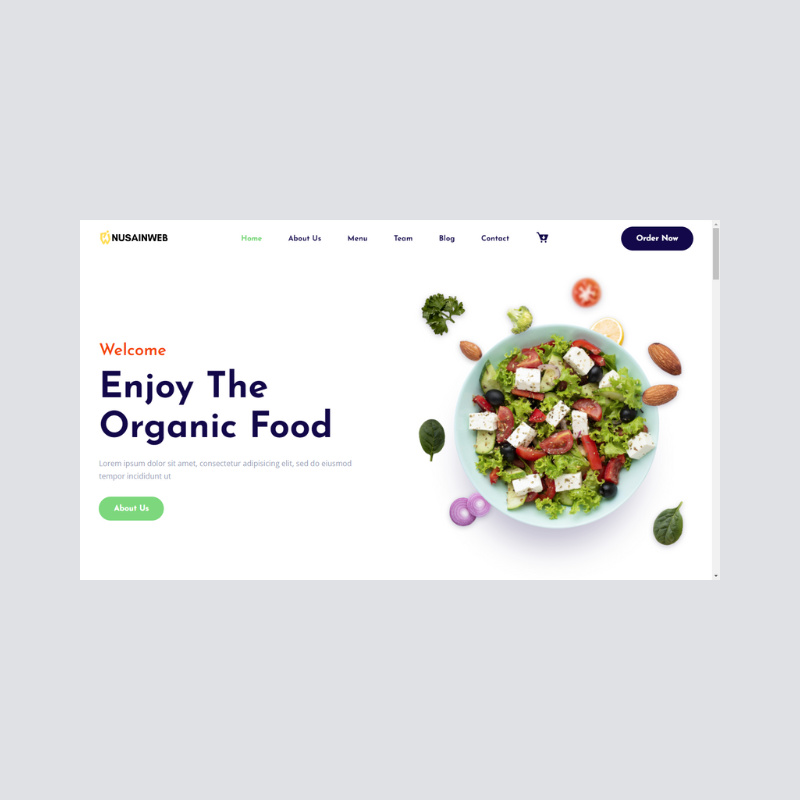 NUSAINWEB
Home About Us Menu Team Blog Contact
Order Now
Welcome
Enjoy The
Organic Food
Lorem ipsum dolor sit amet, consectetur adipisicing elit, sed do eiusmod
tempor incididunt ut
About Us